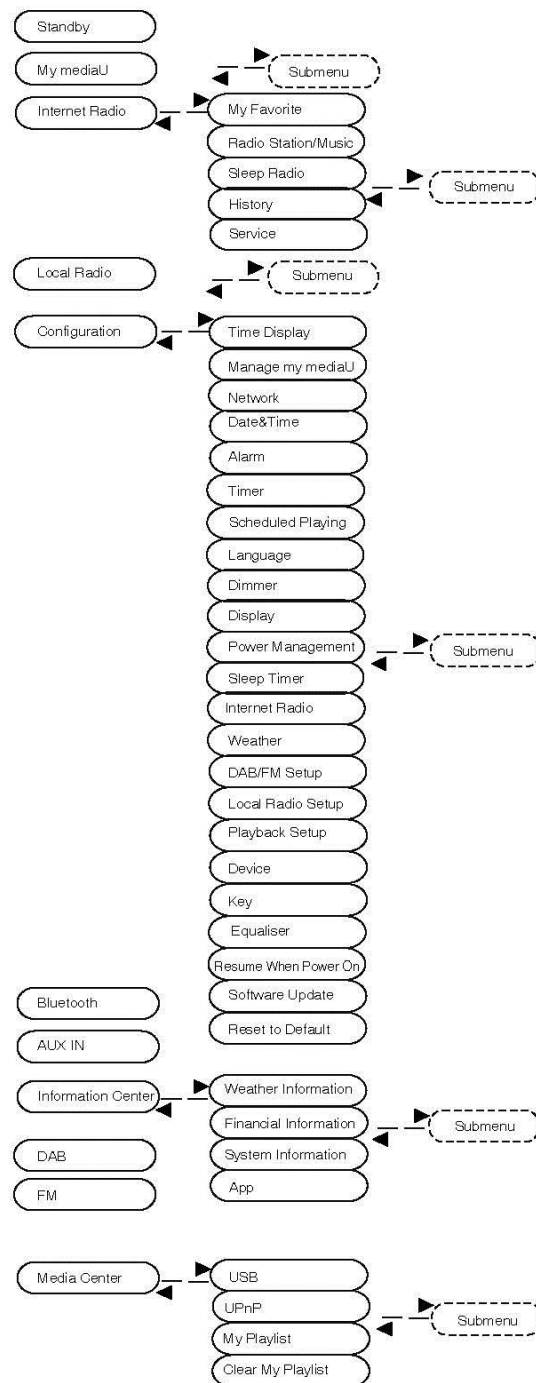 Standby
My mediaU
Submenu
Internet Radio
My Favorite
Radio Station/Music
Sleep Radio
Submenu
History
Service
Local Radio
Submenu
Configuration
Time Display
Manage my mediaU
Network
Date&Time
Alarm
Timer
Scheduled Playing
Language
Dimmer
Display
Power Management
Submenu
Sleep Timer
Internet Radio
Weather
DAB/FM Setup
Local Radio Setup
Playback Setup
Device
Key
Equaliser
Resume When Power On
Software Update
Bluetooth
Reset to Default
AUX IN
Weather Information
Information Center
Financial Information
Submenu
System Information
DAB
App
FM
Media Center
USB
UPnP
Submenu
My Playlist
Clear My Playlist